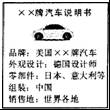 ××牌汽车说明书
品牌：美国××牌汽车
外观设计：德国设计师
零部件：日本、意大利等
组装：中国
销售地：世界各地